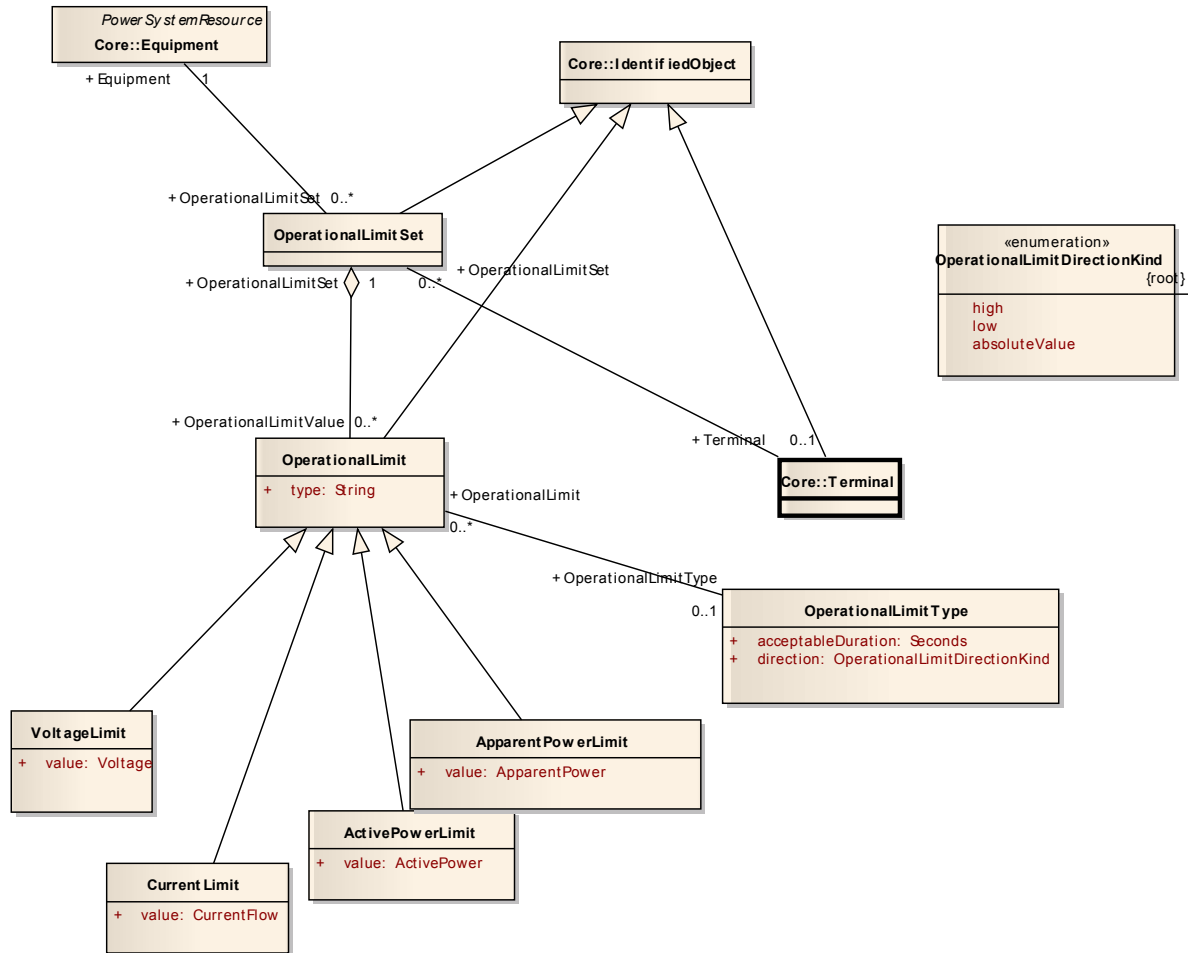 PowerSystemResource
Core::Equipment
+ Equipment 1
Core::IdentifiedObject
+ OperationalLimitSet 0..*
OperationalLimitSet
+ OperationalLimitSet 1
0..* + OperationalLimitSet
«enumeration»
OperationalLimitDirectionKind
{root}
high
low
absoluteValue
+ OperationalLimitValue 0..*
OperationalLimit
+ type: String
+ Terminal 0..1
Core::Terminal
+ OperationalLimit
0..*
+ OperationalLimitType
0..1
OperationalLimitType
+ acceptableDuration: Seconds
+ direction: OperationalLimitDirectionKind
VoltageLimit
+ value: Voltage
ApparentPowerLimit
+ value: ApparentPower
ActivePowerLimit
+ value: ActivePower
CurrentLimit
+ value: CurrentFlow